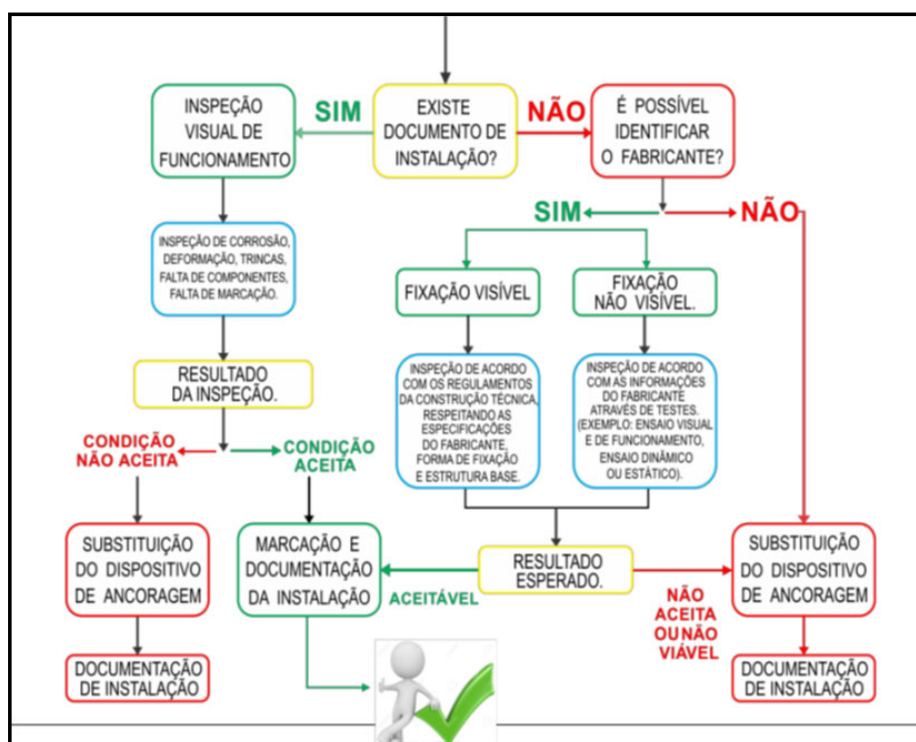 INSPEÇÃO
VISUAL DE
FUNCIONAMENTO
SIM
EXISTE
DOCUMENTO DE
INSTALAÇÃO?
NÃO
É POSSÍVEL
IDENTIFICAR
O FABRICANTE?
SIM
NÃO
INSPEÇÃO DE CORROSÃO,
DEFORMAÇÃO, TRINCAS,
FALTA DE COMPONENTES,
FALTA DE MARCAÇÃO.
FIXAÇÃO VISÍVEL
FIXAÇÃO
NÃO VISÍVEL.
RESULTADO
DA INSPEÇÃO.
INSPEÇÃO DE ACORDO
COM OS REGULAMENTOS
DA CONSTRUÇÃO TÉCNICA,
RESPEITANDO AS
ESPECIFICAÇÕES
DO FABRICANTE,
FORMA DE FIXAÇÃO
E ESTRUTURA BASE.
INSPEÇÃO DE ACORDO
COM AS INFORMAÇÕES
DO FABRICANTE
ATRAVÉS DE TESTES.
(EXEMPLO: ENSAIO VISUAL
E DE FUNCIONAMENTO,
ENSAIO DINÂMICO
OU ESTÁTICO).
CONDIÇÃO
NÃO ACEITA
CONDIÇÃO
ACEITA
SUBSTITUIÇÃO
DO DISPOSITIVO
DE ANCORAGEM
MARCAÇÃO E
DOCUMENTAÇÃO
DA INSTALAÇÃO
ACEITÁVEL
RESULTADO
ESPERADO.
NÃO
ACEITA
OU NÃO
VIÁVEL
SUBSTITUIÇÃO
DO DISPOSITIVO
DE ANCORAGEM
DOCUMENTAÇÃO
DE INSTALAÇÃO
DOCUMENTAÇÃO
DE INSTALAÇÃO